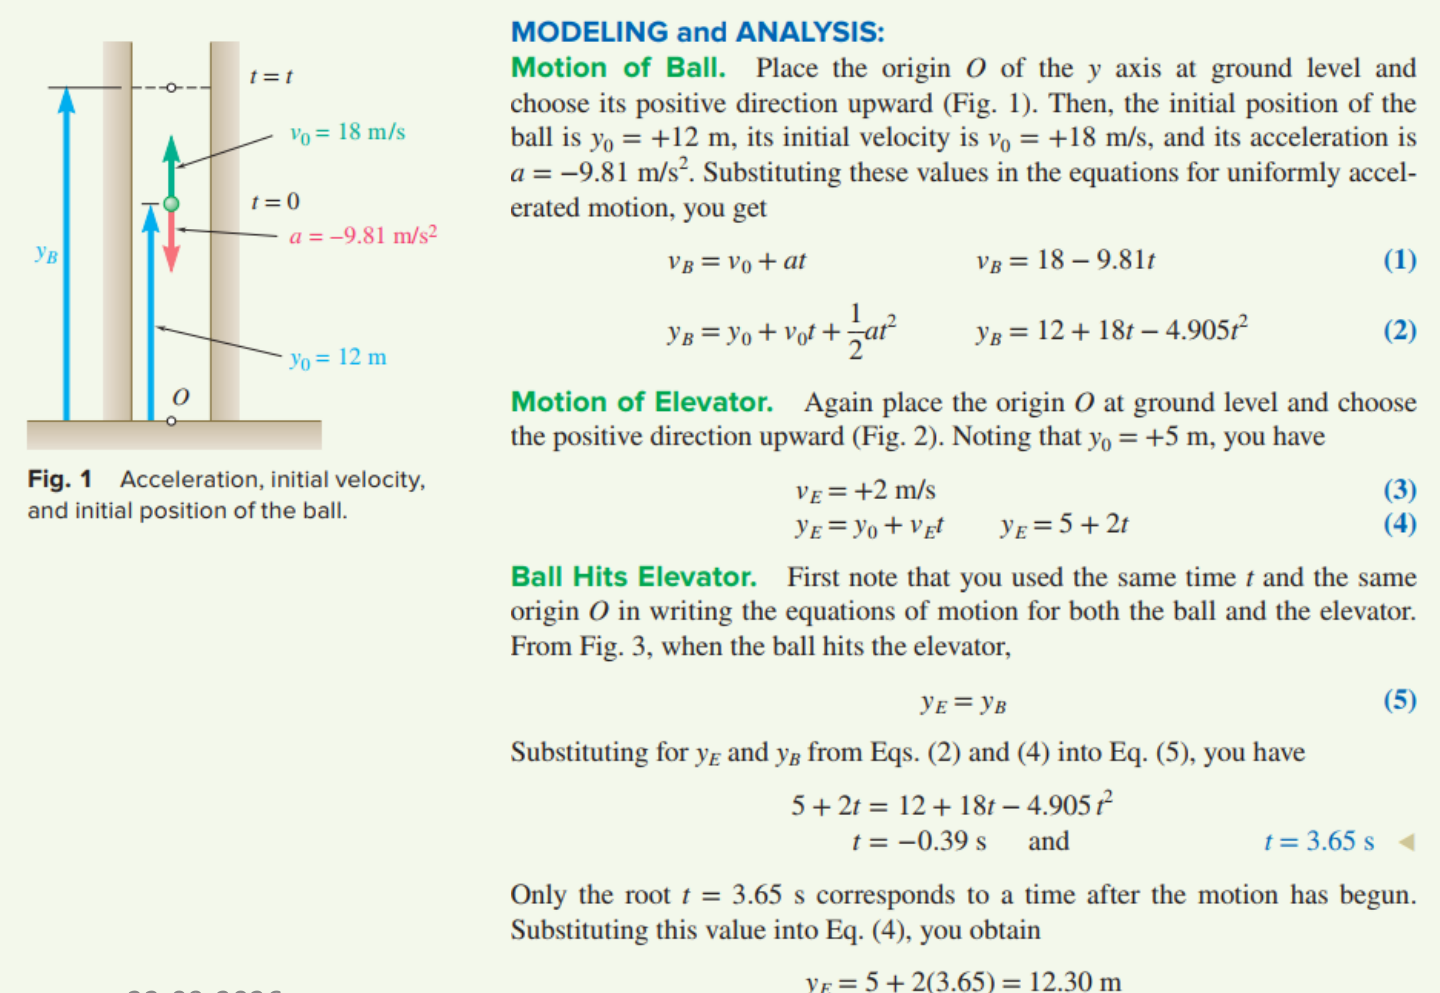 t = t
v₀ = 18 m/s
t = 0
a = −9.81 m/s²
y_B
y₀ = 12 m
O
Fig. 1 Acceleration, initial velocity,
and initial position of the ball.
MODELING and ANALYSIS:
Motion of Ball. Place the origin O of the y axis at ground level and
choose its positive direction upward (Fig. 1). Then, the initial position of the
ball is y₀ = +12 m, its initial velocity is v₀ = +18 m/s, and its acceleration is
a = −9.81 m/s². Substituting these values in the equations for uniformly accel-
erated motion, you get
v_B = v₀ + at v_B = 18 − 9.81t (1)
y_B = y₀ + v₀t + 1/2 at² y_B = 12 + 18t − 4.905t² (2)
Motion of Elevator. Again place the origin O at ground level and choose
the positive direction upward (Fig. 2). Noting that y₀ = +5 m, you have
v_E = +2 m/s (3)
y_E = y₀ + v_E t y_E = 5 + 2t (4)
Ball Hits Elevator. First note that you used the same time t and the same
origin O in writing the equations of motion for both the ball and the elevator.
From Fig. 3, when the ball hits the elevator,
y_E = y_B (5)
Substituting for y_E and y_B from Eqs. (2) and (4) into Eq. (5), you have
5 + 2t = 12 + 18t − 4.905t²
t = −0.39 s and t = 3.65 s ◄
Only the root t = 3.65 s corresponds to a time after the motion has begun.
Substituting this value into Eq. (4), you obtain
y_E = 5 + 2(3.65) = 12.30 m